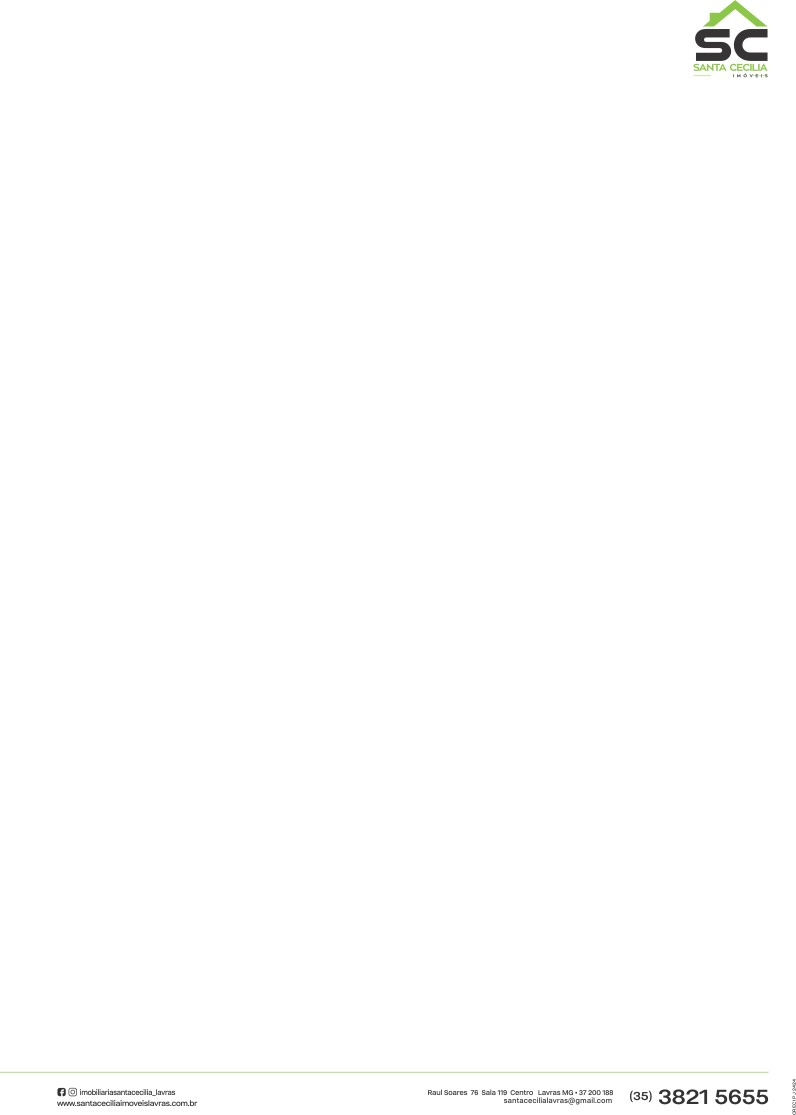 SC
SANTA CECILIA
IMÓVEIS
imobiliariasantacecilia_lavras
www.santaceciliaimoveislavras.com.br
Raul Soares 76 Sala 119 Centro Lavras MG • 37 200 188
santacecilialavras@gmail.com
(35) 3821 5655